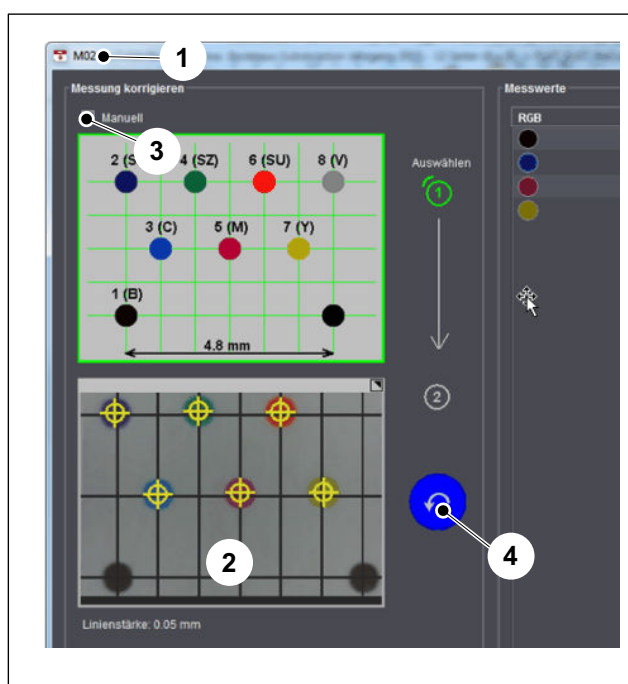 M02
1
Messung korrigieren
Messwerte
Manuell
RGB
3
2 (S
4 (SZ)
6 (SU)
8 (V)
Auswählen
1
3 (C)
5 (M)
7 (Y)
1 (B)
4.8 mm
2
4
2
Linienstärke: 0.05 mm